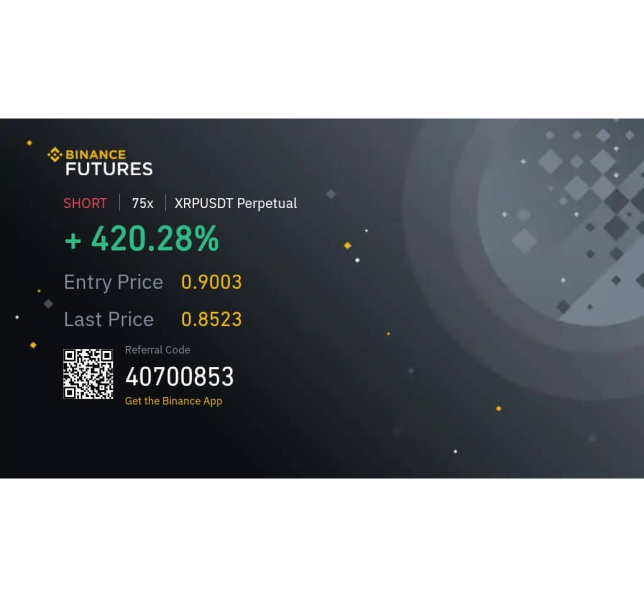 BINANCE
FUTURES
SHORT 75x XRPUSDT Perpetual
+ 420.28%
Entry Price 0.9003
Last Price 0.8523
Referral Code
40700853
Get the Binance App